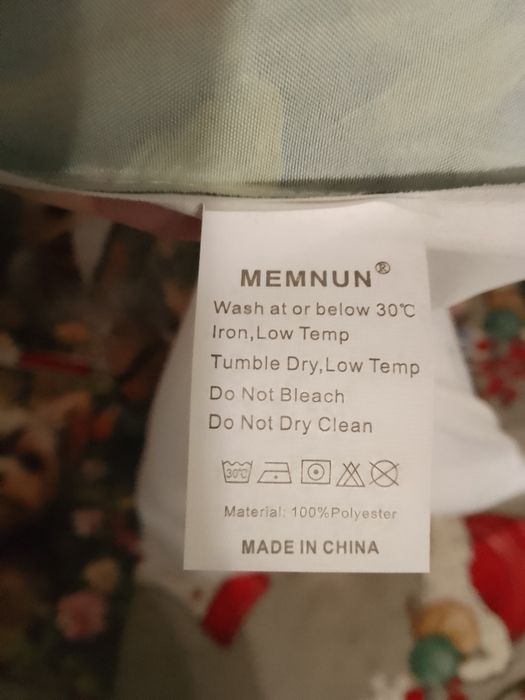 MEMNUN®
Wash at or below 30℃
Iron,Low Temp
Tumble Dry,Low Temp
Do Not Bleach
Do Not Dry Clean
30℃
Material: 100%Polyester
MADE IN CHINA